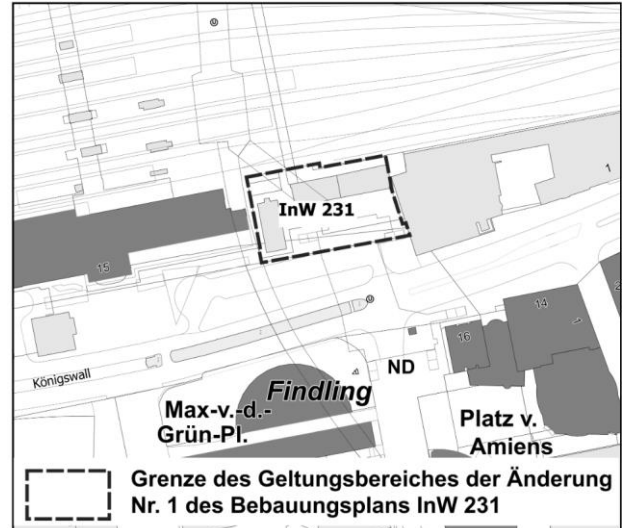 1
InW 231
15
14
16
2
ND
Königswall
Findling
Max-v.-d.-
Grün-Pl.
Platz v.
Amiens
Grenze des Geltungsbereiches der Änderung
Nr. 1 des Bebauungsplans InW 231